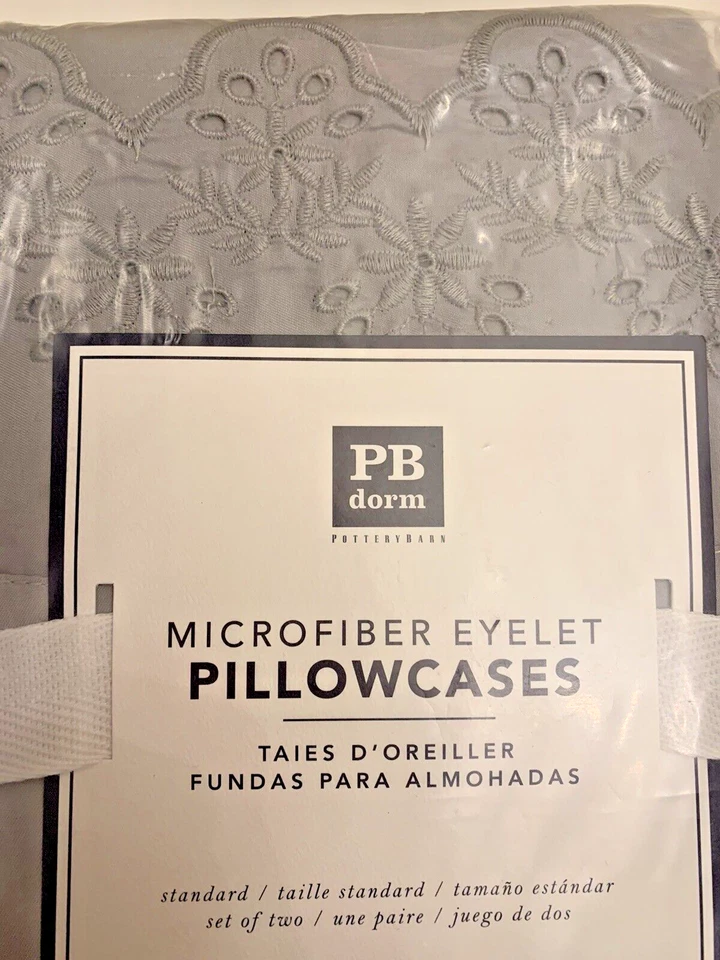 PB
dorm
POTTERYBARN
MICROFIBER EYELET
PILLOWCASES
TAIES D'OREILLER
FUNDAS PARA ALMOHADAS
standard / taille standard / tamaño estándar
set of two / une paire / juego de dos